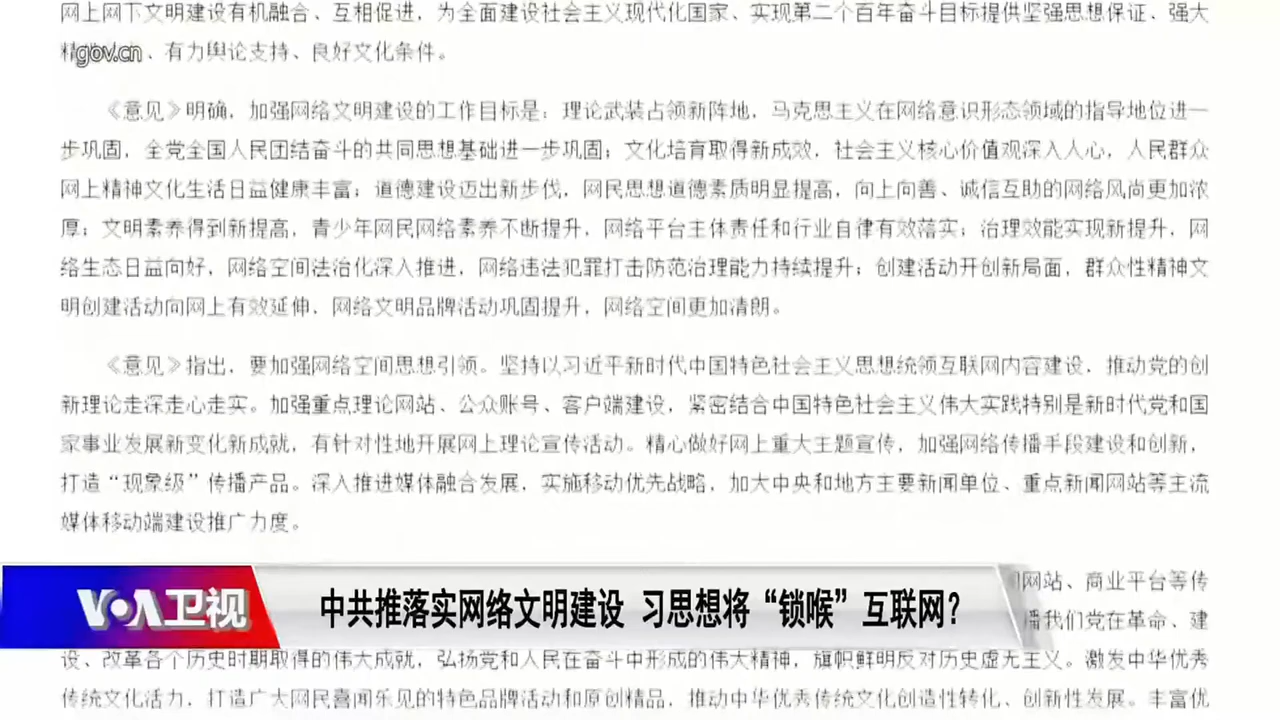 网上网下文明建设有机融合、互相促进，为全面建设社会主义现代化国家、实现第二个百年奋斗目标提供坚强思想保证、强大
gov.cn
、有力舆论支持、良好文化条件。
《意见》明确，加强网络文明建设的工作目标是：理论武装占领新阵地，马克思主义在网络意识形态领域的指导地位进一
步巩固，全党全国人民团结奋斗的共同思想基础进一步巩固；文化培育取得新成效，社会主义核心价值观深入人心，人民群众
网上精神文化生活日益健康丰富；道德建设迈出新步伐，网民思想道德素质明显提高，向上向善、诚信互助的网络风尚更加浓
厚；文明素养得到新提高，青少年网民网络素养不断提升，网络平台主体责任和行业自律有效落实；治理效能实现新提升，网
络生态日益向好，网络空间法治化深入推进，网络违法犯罪打击防范治理能力持续提升；创建活动开创新局面，群众性精神文
明创建活动向网上有效延伸，网络文明品牌活动巩固提升，网络空间更加清朗。
《意见》指出，要加强网络空间思想引领。坚持以习近平新时代中国特色社会主义思想统领互联网内容建设，推动党的创
新理论走深走心走实。加强重点理论网站、公众账号、客户端建设，紧密结合中国特色社会主义伟大实践特别是新时代党和国
家事业发展新变化新成就，有针对性地开展网上理论宣传活动。精心做好网上重大主题宣传，加强网络传播手段建设和创新，
打造“现象级”传播产品。深入推进媒体融合发展，实施移动优先战略，加大中央和地方主要新闻单位、重点新闻网站等主流
媒体移动端建设推广力度。
网站、商业平台等传
VOA卫视
中共推落实网络文明建设 习思想将“锁喉”互联网？
播我们党在革命、建
设、改革各个历史时期取得的伟大成就，弘扬党和人民在奋斗中形成的伟大精神，旗帜鲜明反对历史虚无主义。激发中华优秀
传统文化活力，打造广大网民喜闻乐见的特色品牌活动和原创精品，推动中华优秀传统文化创造性转化、创新性发展。丰富优